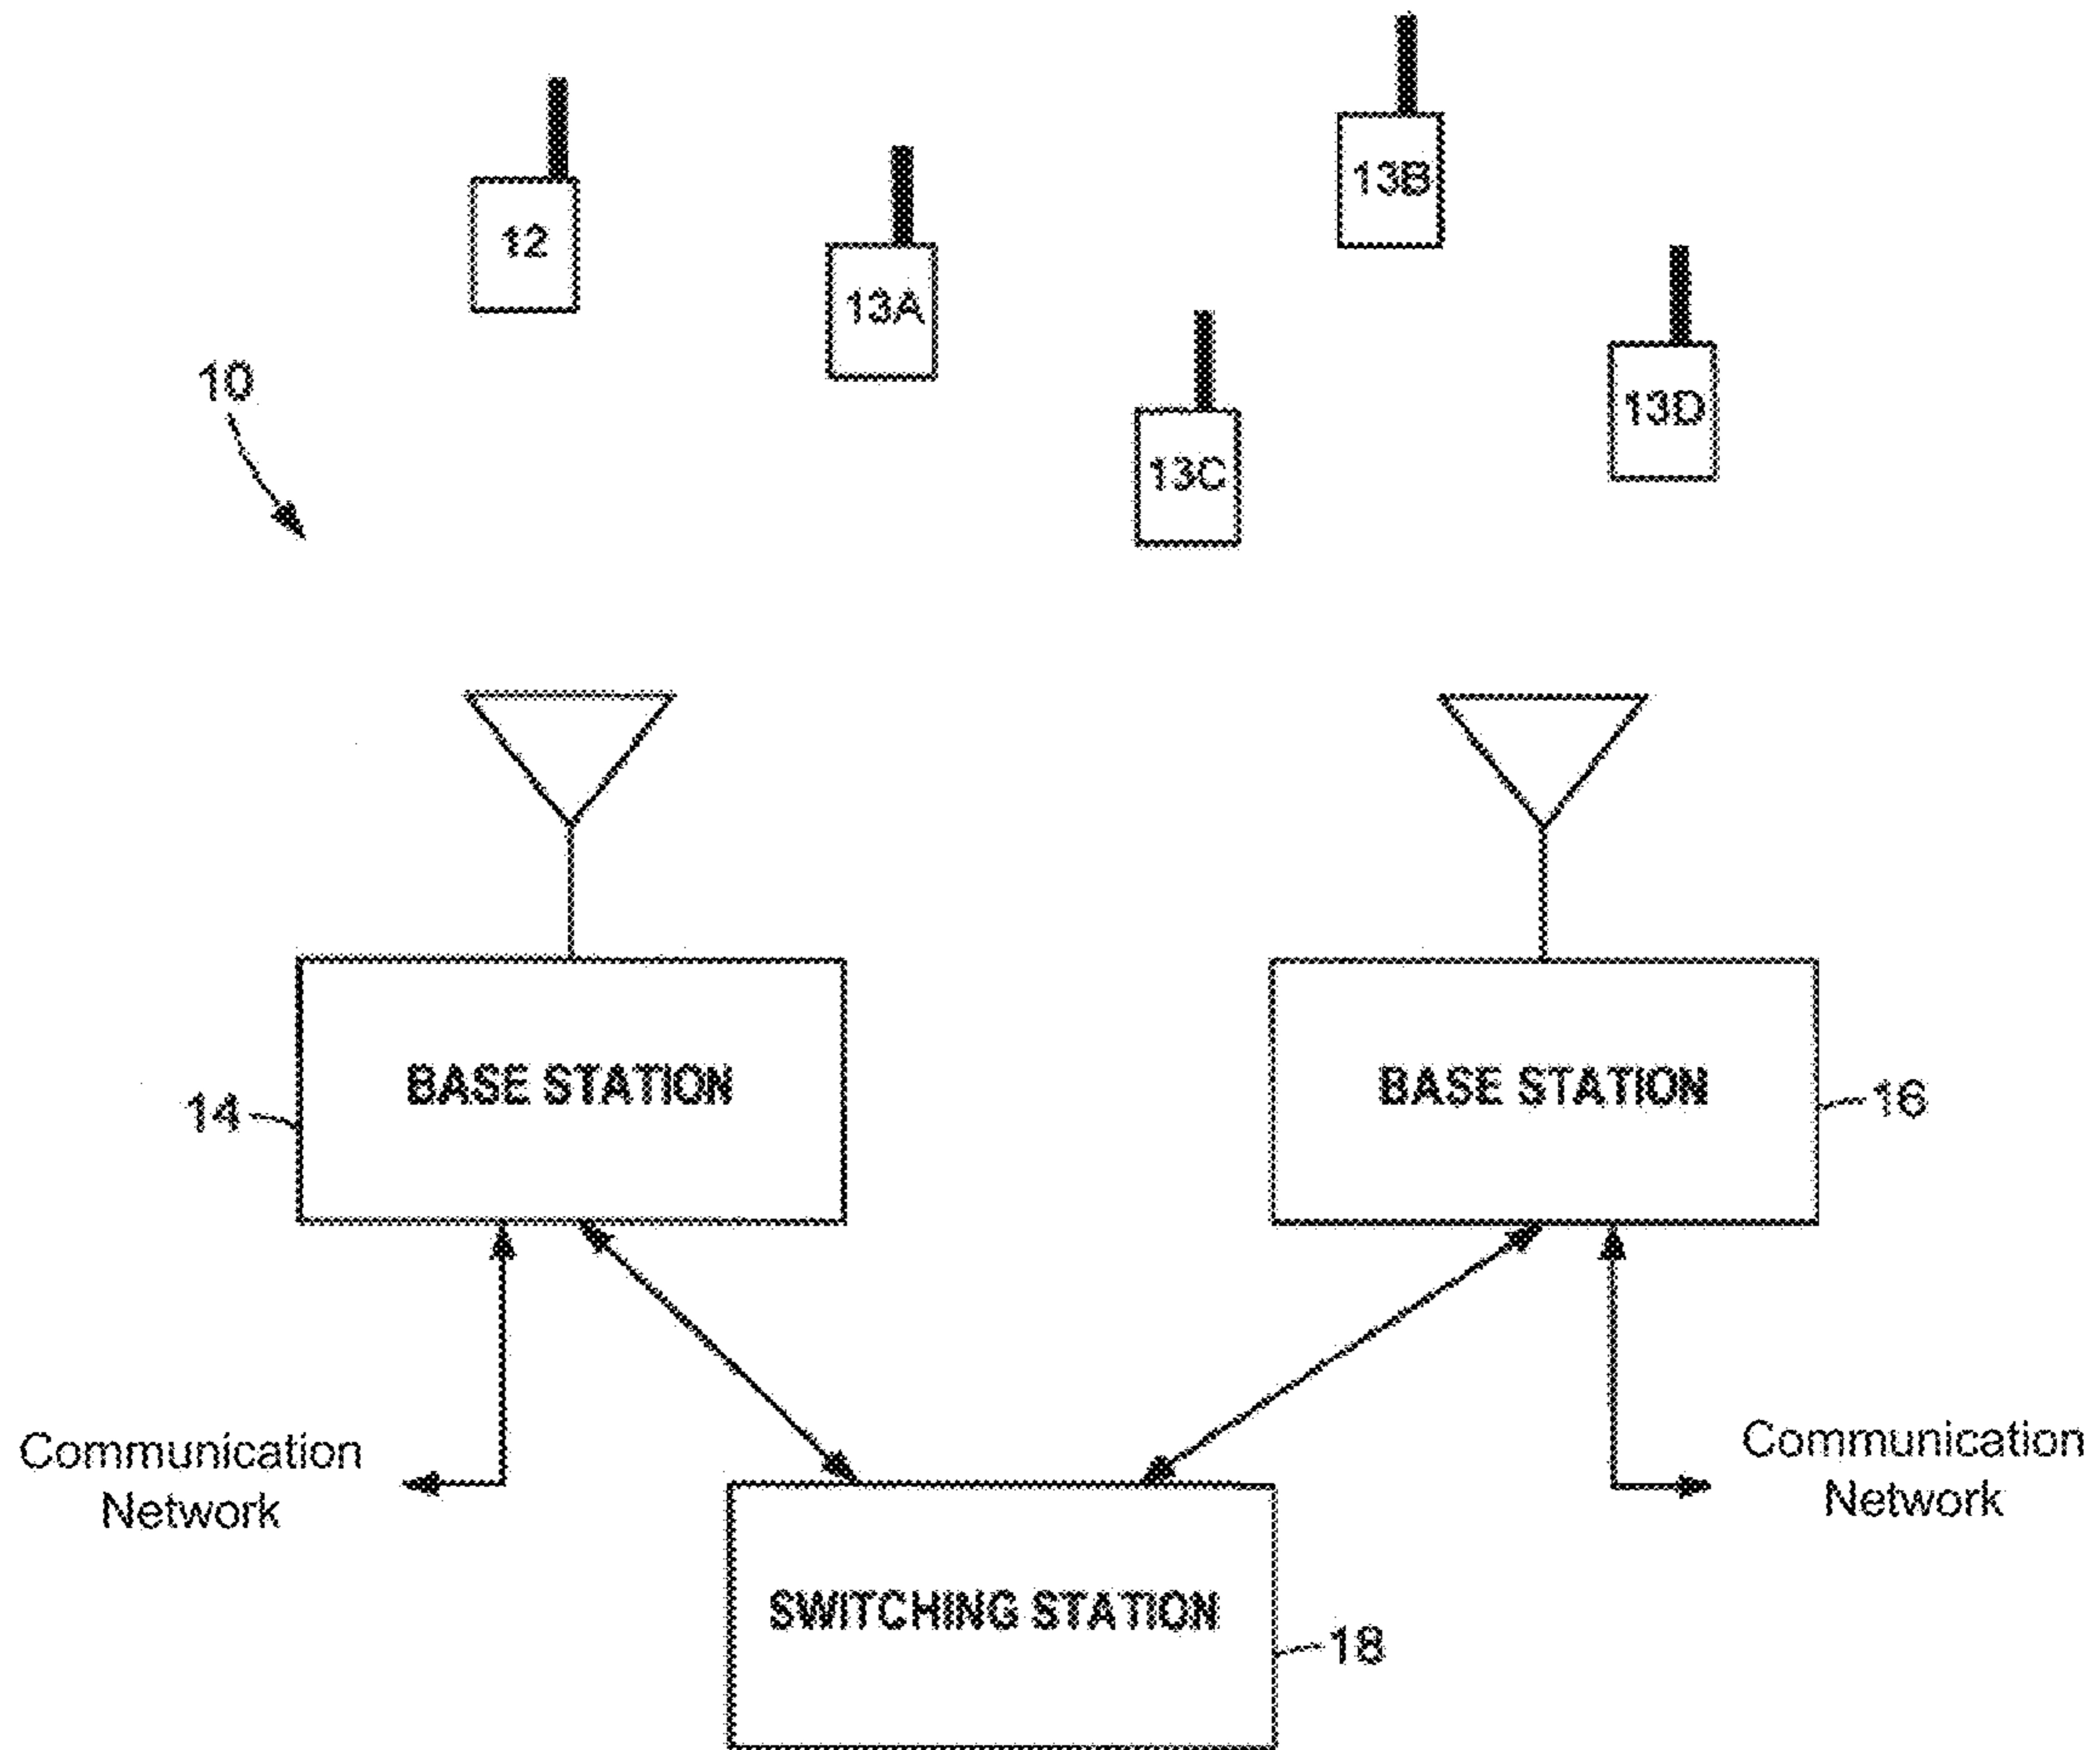 13B
12
13A
10
13D
13C
BASE STATION
BASE STATION
14
16
Communication
Network
Communication
Network
SWITCHING STATION
18